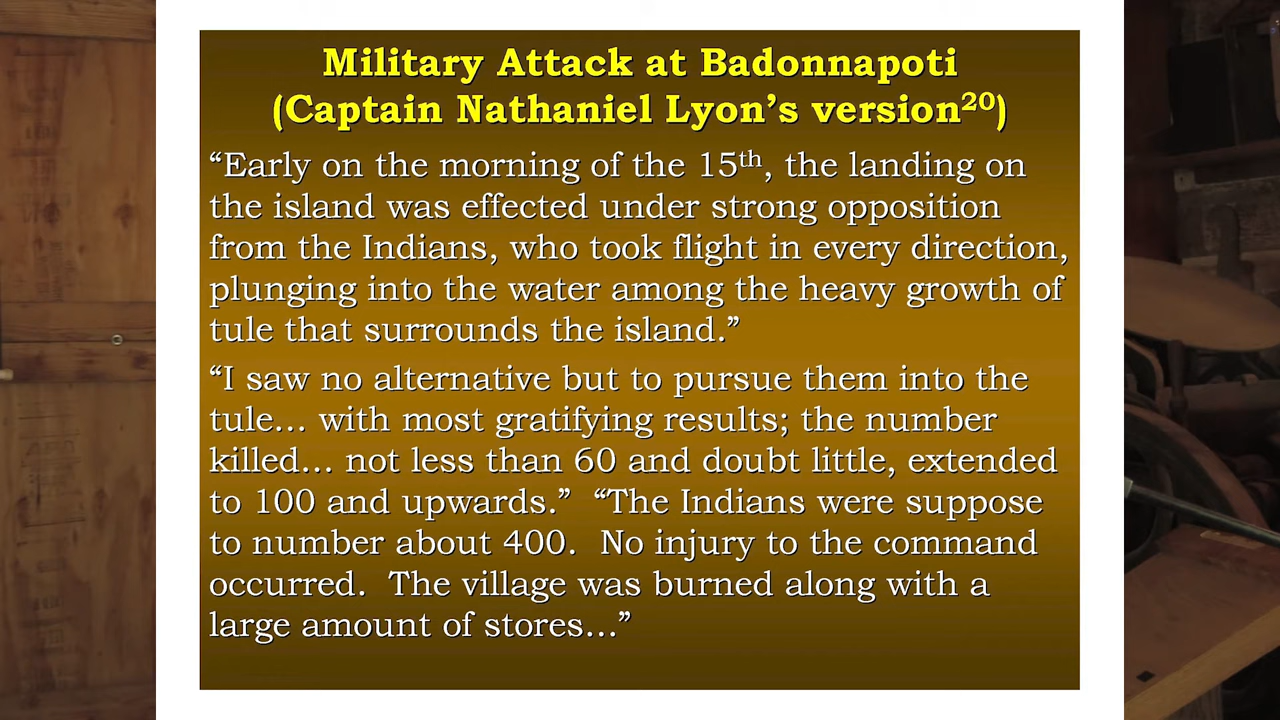 Military Attack at Badonnapoti
(Captain Nathaniel Lyon’s version20)
“Early on the morning of the 15th, the landing on
the island was effected under strong opposition
from the Indians, who took flight in every direction,
plunging into the water among the heavy growth of
tule that surrounds the island.”
“I saw no alternative but to pursue them into the
tule… with most gratifying results; the number
killed… not less than 60 and doubt little, extended
to 100 and upwards.” “The Indians were suppose
to number about 400. No injury to the command
occurred. The village was burned along with a
large amount of stores…”